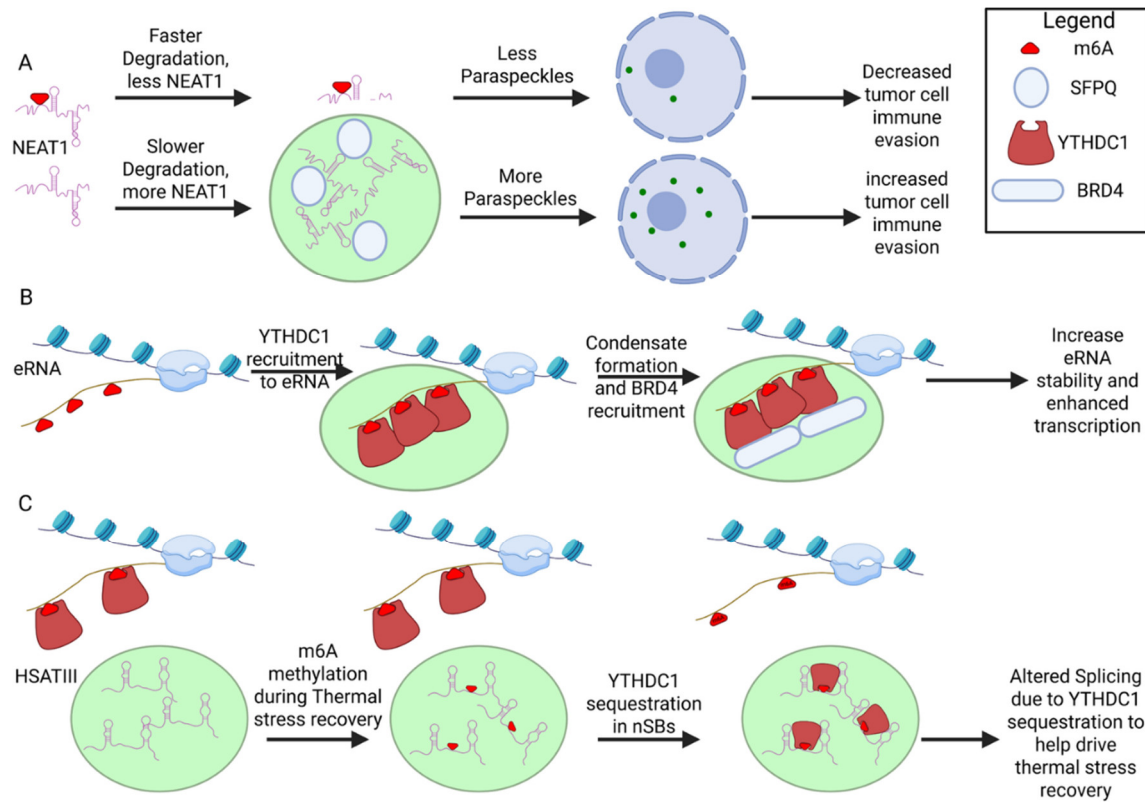 A
NEAT1
Faster
Degradation,
less NEAT1
Slower
Degradation,
more NEAT1
Less
Paraspeckles
More
Paraspeckles
Decreased
tumor cell
immune
evasion
increased
tumor cell
immune
evasion
Legend
m6A
SFPQ
YTHDC1
BRD4
B
eRNA
YTHDC1
recruitment
to eRNA
Condensate
formation
and BRD4
recruitment
Increase
eRNA
stability and
enhanced
transcription
C
HSATIII
m6A
methylation
during Thermal
stress recovery
YTHDC1
sequestration
in nSBs
Altered Splicing
due to YTHDC1
sequestration to
help drive
thermal stress
recovery